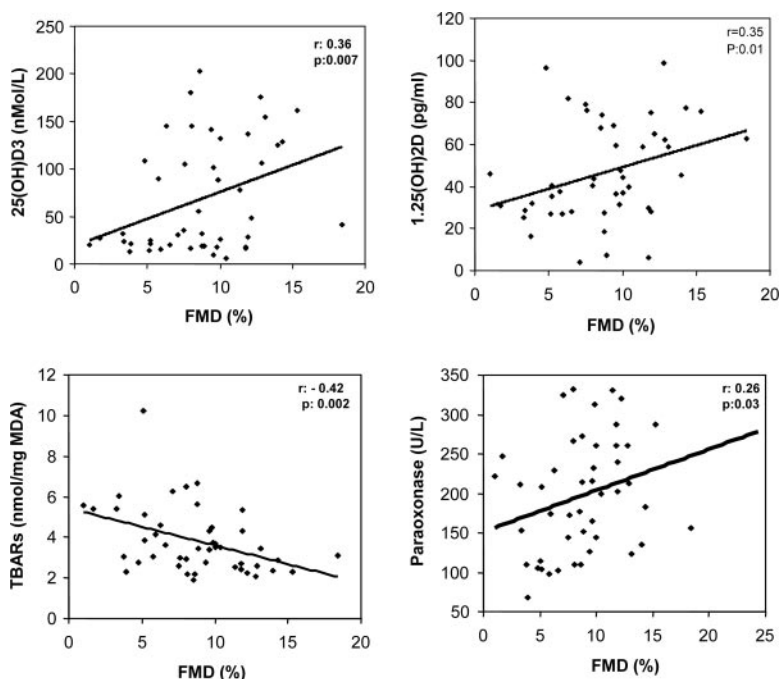 r: 0.36
p:0.007
25(OH)D3 (nMol/L)
250
200
150
100
50
0
0 5 10 15 20
FMD (%)
r=0.35
P:0.01
1.25(OH)2D (pg/ml)
120
100
80
60
40
20
0
0 5 10 15 20
FMD (%)
r: - 0.42
p: 0.002
TBARs (nmol/mg MDA)
12
10
8
6
4
2
0
0 5 10 15 20
FMD (%)
r: 0.26
p:0.03
Paraoxonase (U/L)
350
300
250
200
150
100
50
0 5 10 15 20 25
FMD (%)